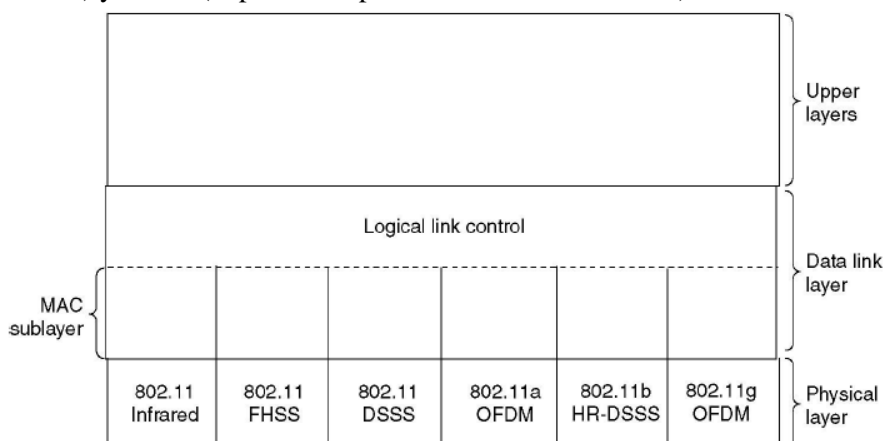 Upper
layers
Logical link control
Data link
layer
MAC
sublayer
802.11
Infrared
802.11
FHSS
802.11
DSSS
802.11a
OFDM
802.11b
HR-DSSS
802.11g
OFDM
Physical
layer